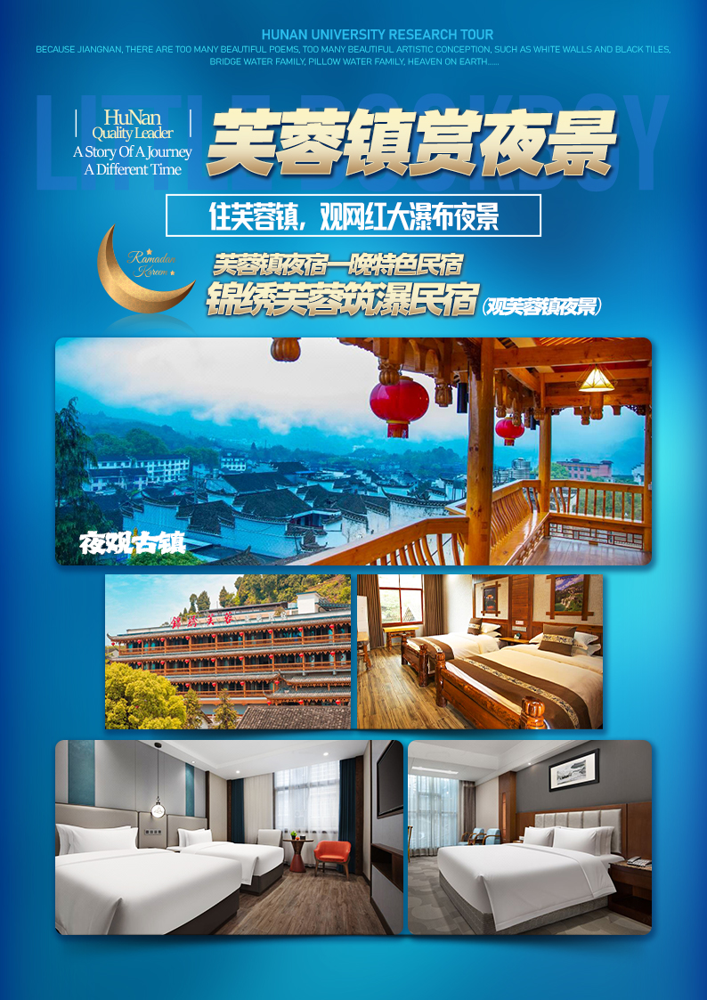 HUNAN UNIVERSITY RESEARCH TOUR
BECAUSE JIANGNAN, THERE ARE TOO MANY BEAUTIFUL POEMS, TOO MANY BEAUTIFUL ARTISTIC CONCEPTION, SUCH AS WHITE WALLS AND BLACK TILES,
BRIDGE WATER FAMILY, PILLOW WATER FAMILY, HEAVEN ON EARTH......
HuNan
Quality Leader
A Story Of A Journey
A Different Time
芙蓉镇赏夜景
住芙蓉镇，观网红大瀑布夜景
Ramadan
Kareem
芙蓉镇夜宿一晚特色民宿
锦绣芙蓉筑瀑民宿(观芙蓉镇夜景)
夜观古镇
锦绣芙蓉